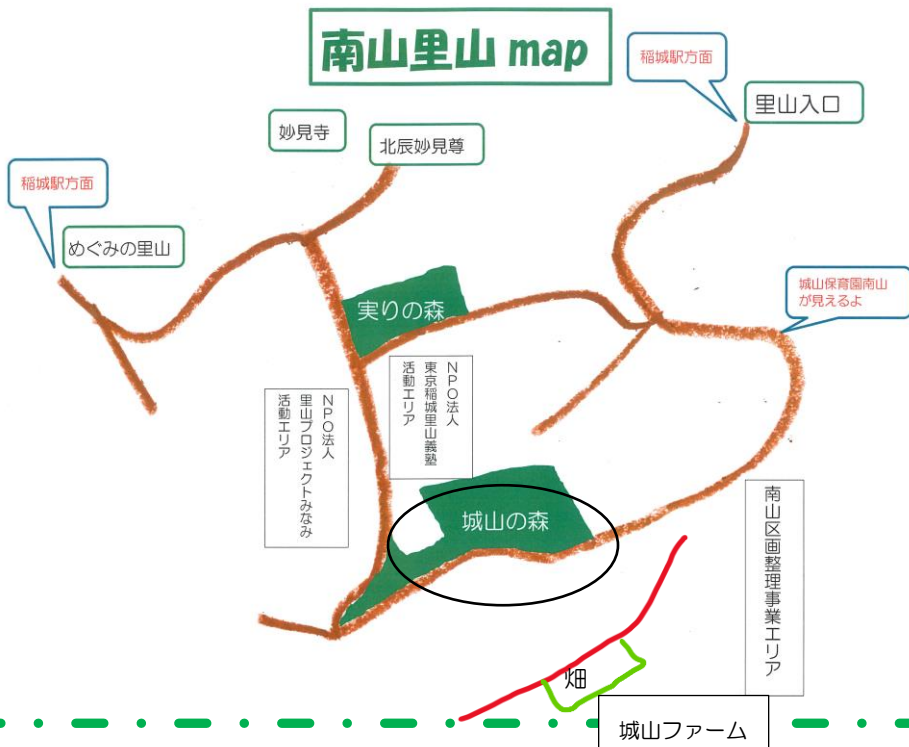 南山里山 map
稲城駅方面
里山入口
妙見寺
北辰妙見尊
稲城駅方面
めぐみの里山
城山保育園南山
が見えるよ
実りの森
NPO法人
東京稲城里山義塾
活動エリア
NPO法人
里山プロジェクトみなみ
活動エリア
城山の森
南山区画整理事業エリア
畑
城山ファーム